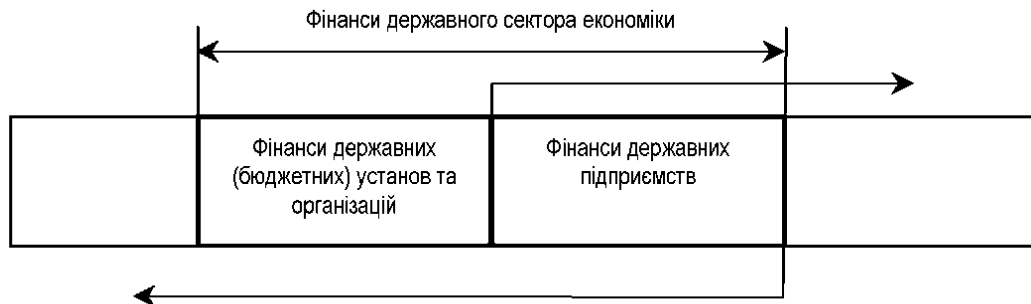 Фінанси державного сектора економіки
Фінанси державних
(бюджетних) установ та
організацій
Фінанси державних
підприємств